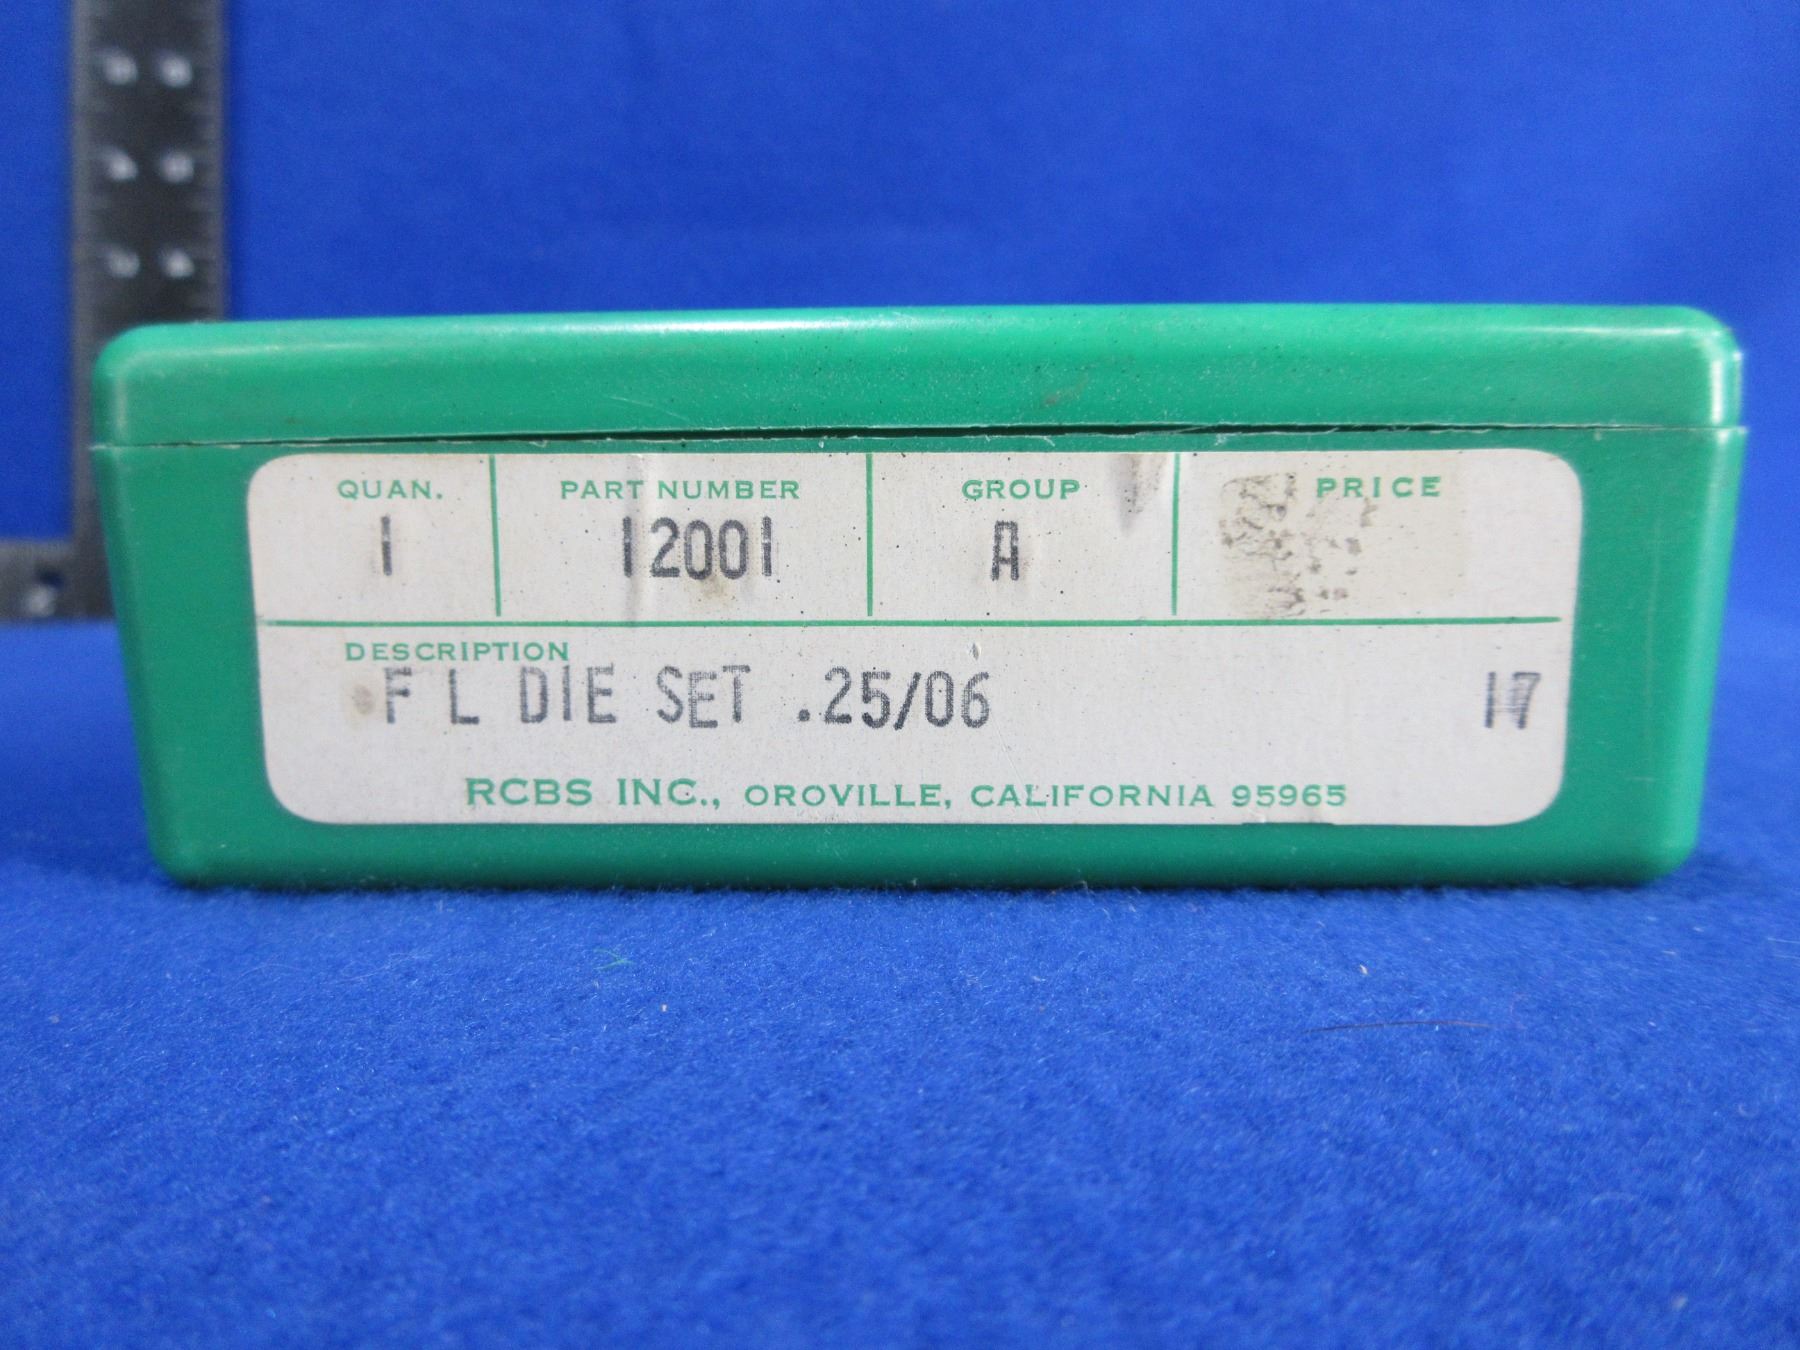 QUAN. PART NUMBER GROUP PRICE
1 12001 A
DESCRIPTION
F L DIE SET .25/06 17
RCBS INC., OROVILLE, CALIFORNIA 95965